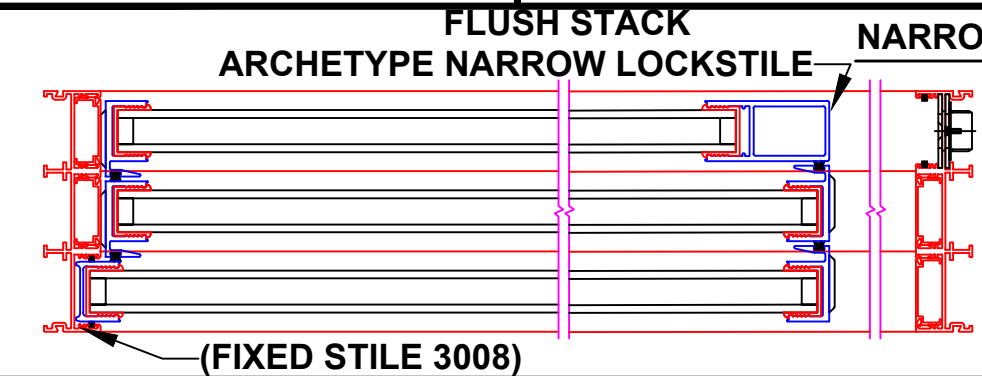 FLUSH STACK
ARCHETYPE NARROW LOCKSTILE
(FIXED STILE 3008)